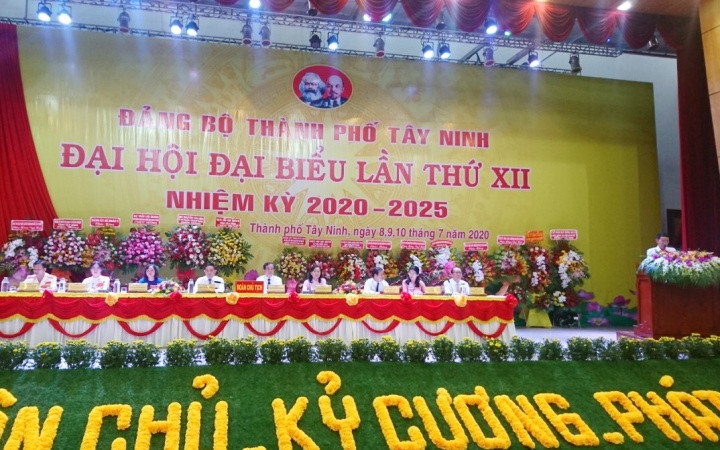 ĐẢNG BỘ THÀNH PHỐ TÂY NINH
ĐẠI HỘI ĐẠI BIỂU LẦN THỨ XII
NHIỆM KỲ 2020-2025
Thành phố Tây Ninh, ngày 8,9,10 tháng 7 năm 2020
ĐOÀN CHỦ TỊCH
CHỦ - KỶ CƯƠNG - PHÁT